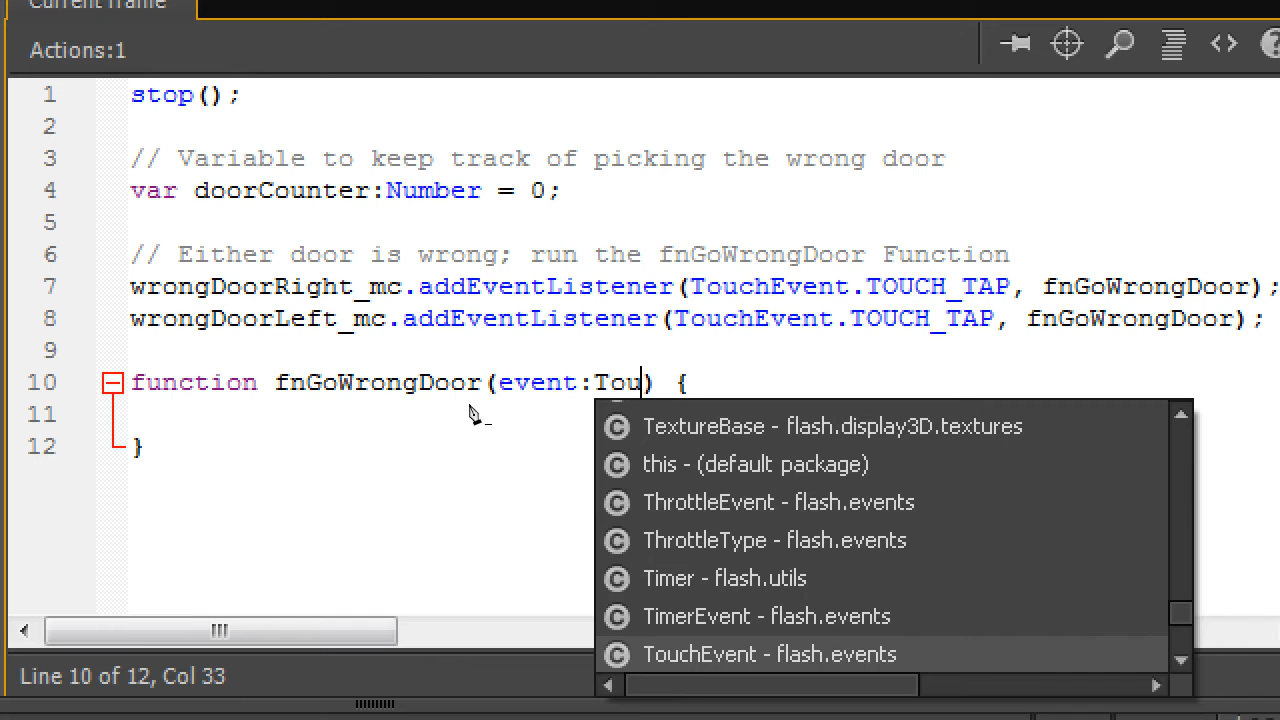 Current frame
Actions:1
1 stop();
2
3 // Variable to keep track of picking the wrong door
4 var doorCounter:Number = 0;
5
6 // Either door is wrong; run the fnGoWrongDoor Function
7 wrongDoorRight_mc.addEventListener(TouchEvent.TOUCH_TAP, fnGoWrongDoor);
8 wrongDoorLeft_mc.addEventListener(TouchEvent.TOUCH_TAP, fnGoWrongDoor);
9
10 function fnGoWrongDoor(event:Tou) {
11
12 }
TextureBase - flash.display3D.textures
this - (default package)
ThrottleEvent - flash.events
ThrottleType - flash.events
Timer - flash.utils
TimerEvent - flash.events
TouchEvent - flash.events
Line 10 of 12, Col 33